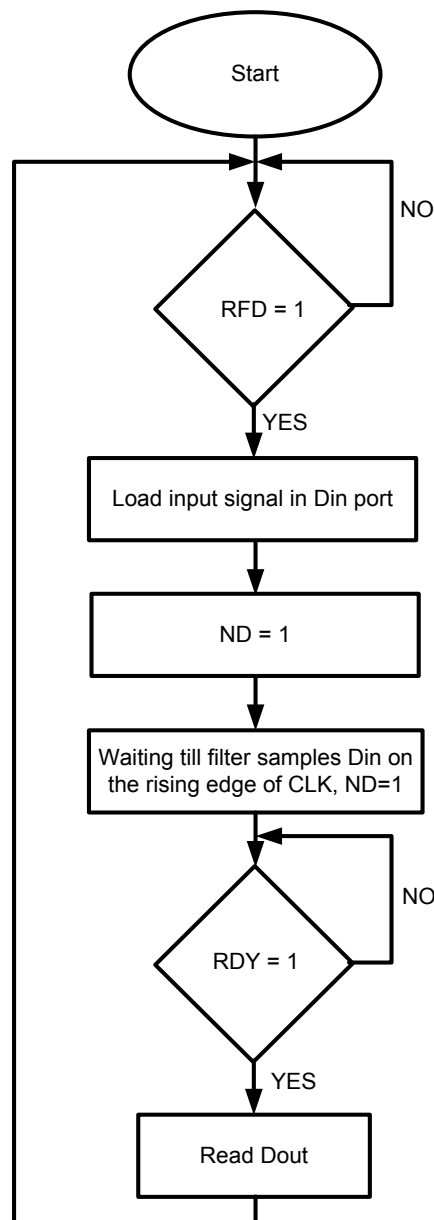 Start
NO
RFD = 1
YES
Load input signal in Din port
ND = 1
Waiting till filter samples Din on
the rising edge of CLK, ND=1
NO
RDY = 1
YES
Read Dout